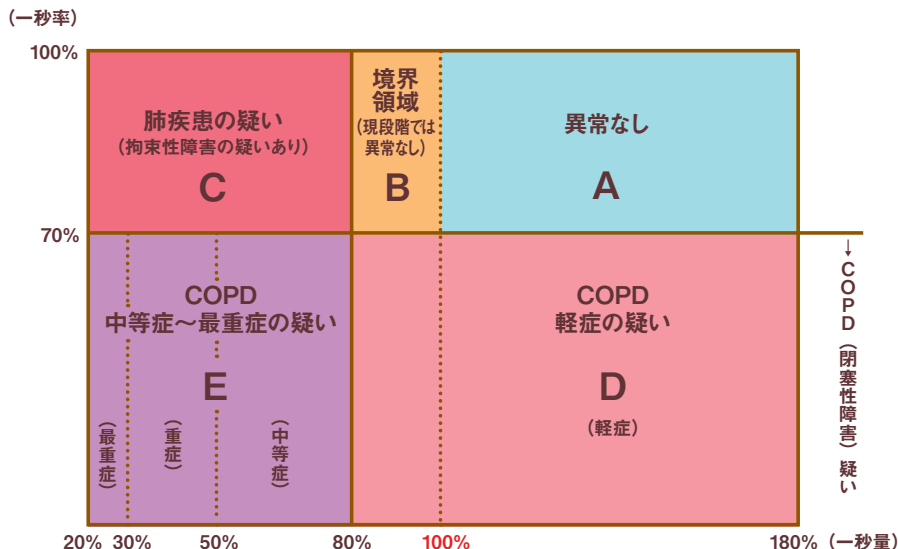 （一秒率）
100%
肺疾患の疑い
（拘束性障害の疑いあり）
C
境界
領域
（現段階では
異常なし）
B
異常なし
A
70%
COPD
中等症〜最重症の疑い
E
（最重症）
（重症）
（中等症）
COPD
軽症の疑い
D
（軽症）
↓COPD（閉塞性障害）疑い
20% 30% 50% 80% 100% 180%（一秒量）